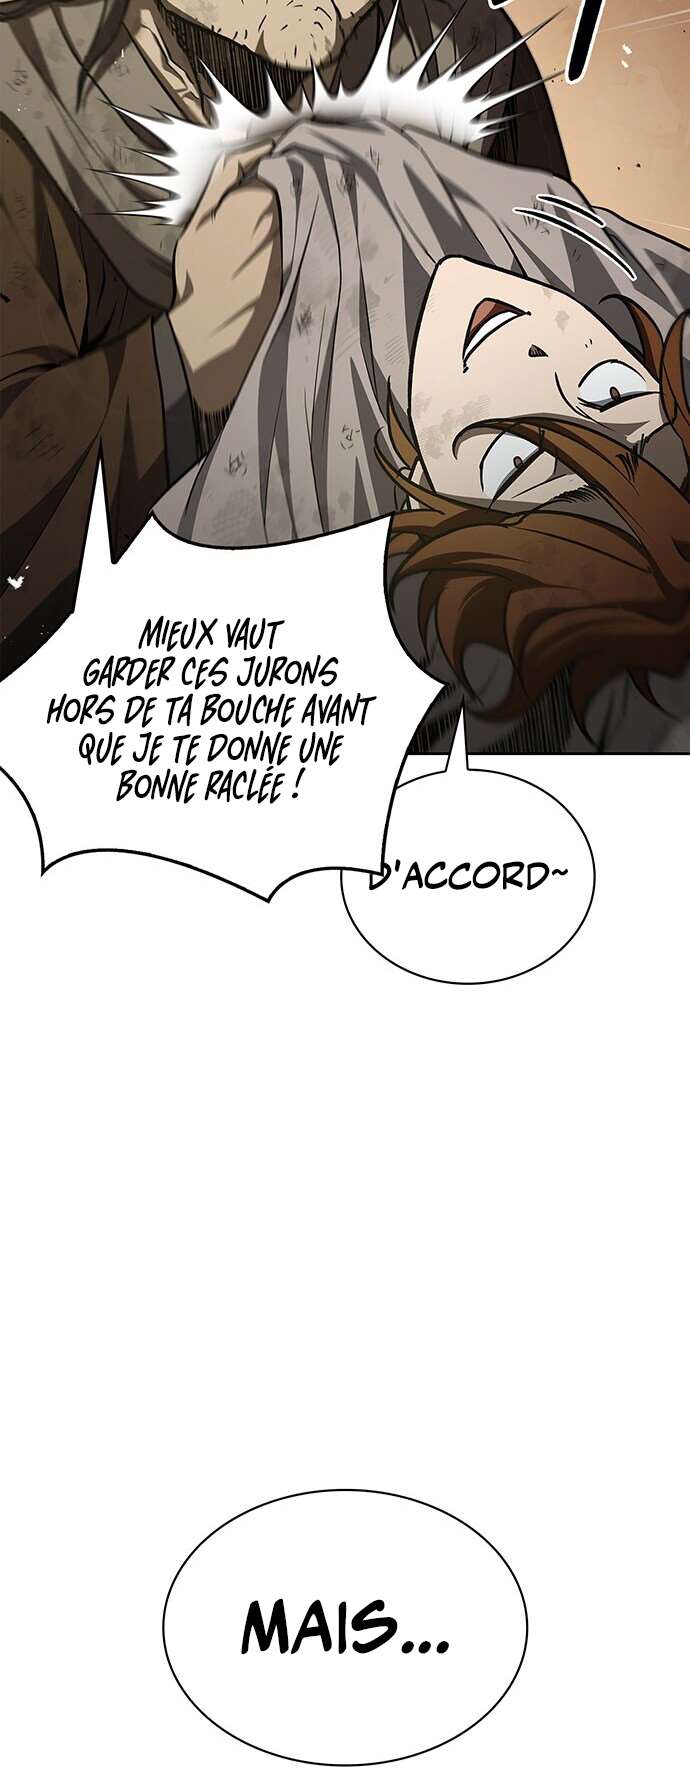 MIEUX VAUT
GARDER CES JURONS
HORS DE TA BOUCHE AVANT
QUE JE TE DONNE UNE
BONNE RACLÉE !
D'ACCORD~
MAIS...